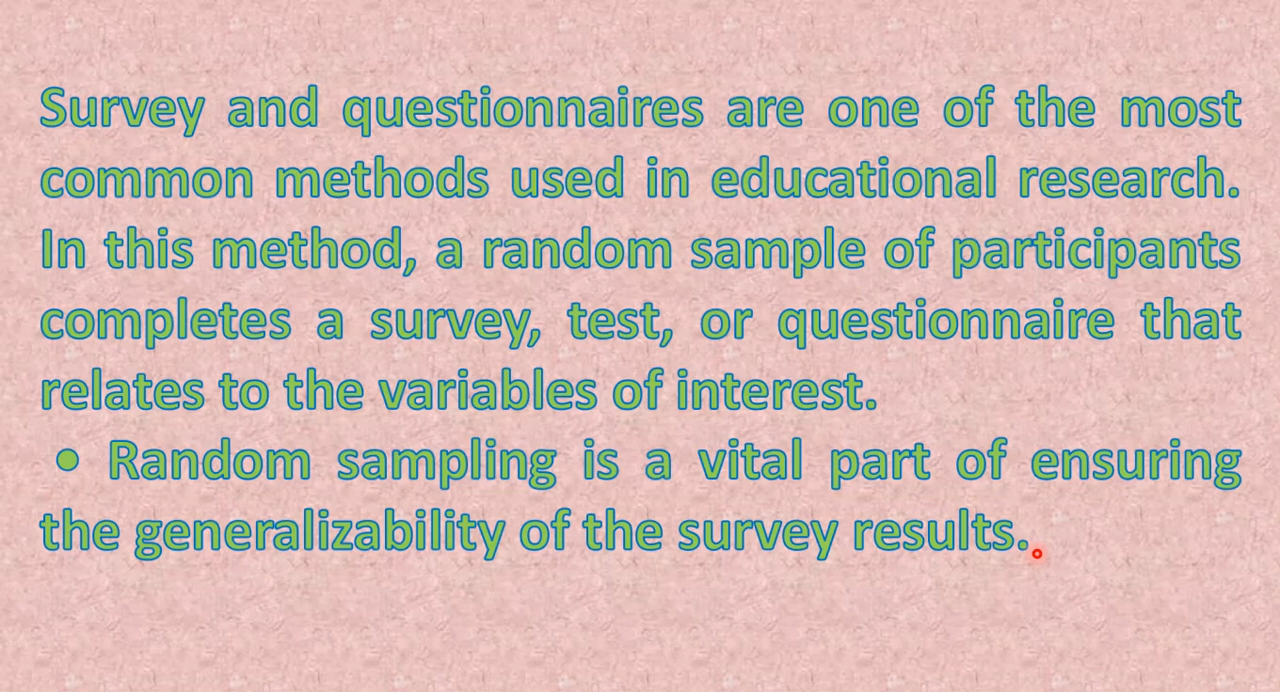 Survey and questionnaires are one of the most
common methods used in educational research.
In this method, a random sample of participants
completes a survey, test, or questionnaire that
relates to the variables of interest.
• Random sampling is a vital part of ensuring
the generalizability of the survey results.